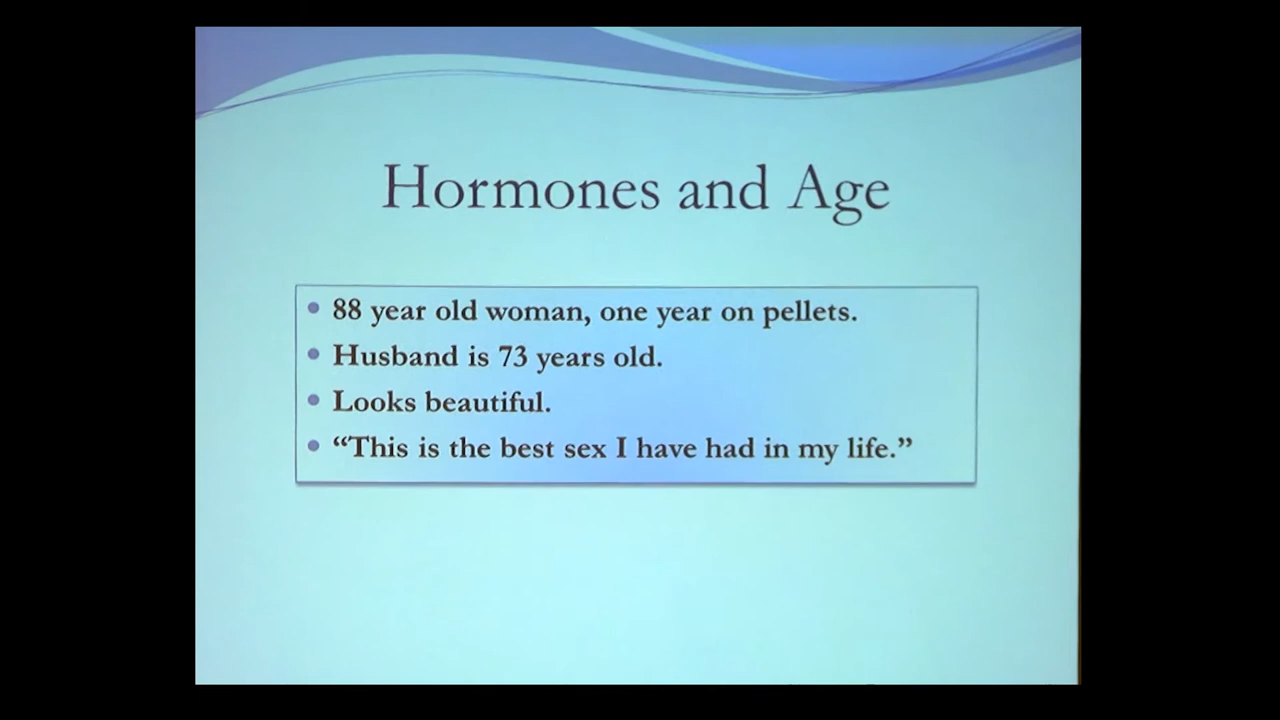 Hormones and Age
• 88 year old woman, one year on pellets.
• Husband is 73 years old.
• Looks beautiful.
• “This is the best sex I have had in my life.”